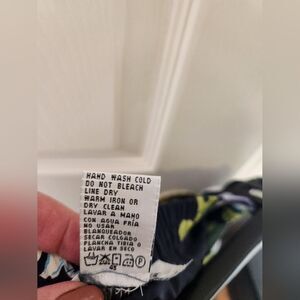 HAND WASH COLD
DO NOT BLEACH
LINE DRY
WARM IRON OR
DRY CLEAN
LAVAR A MANO
CON AGUA FRIA
NO USAR
BLANQUEADOR
SECAR COLGADO
PLANCHA TIBIA O
LAVAR EN SECO